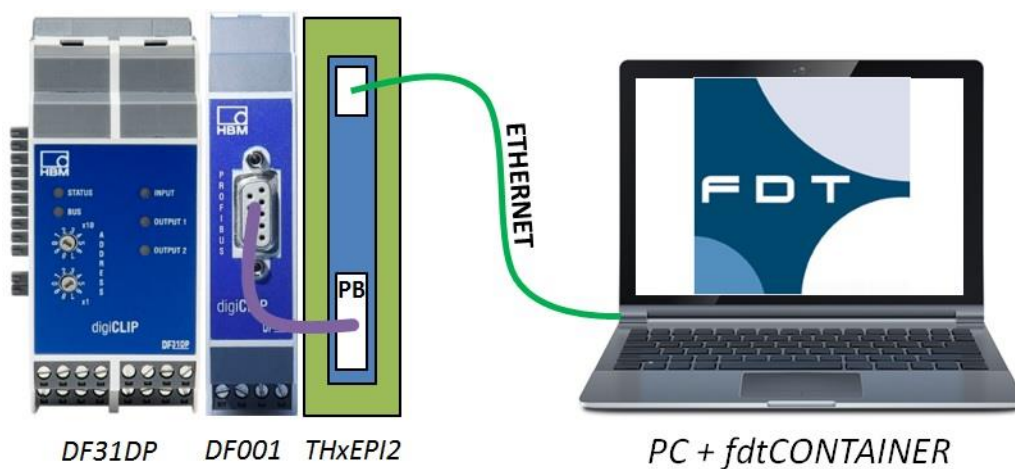 HBM
STATUS
INPUT
BUS
OUTPUT 1
OUTPUT 2
x10
ADDRESS
x1
digiCLIP
DF31DP
HBM
PROFIBUS
digiCLIP
PB
ETHERNET
FDT
DF31DP
DF001
THxEPI2
PC + fdtCONTAINER